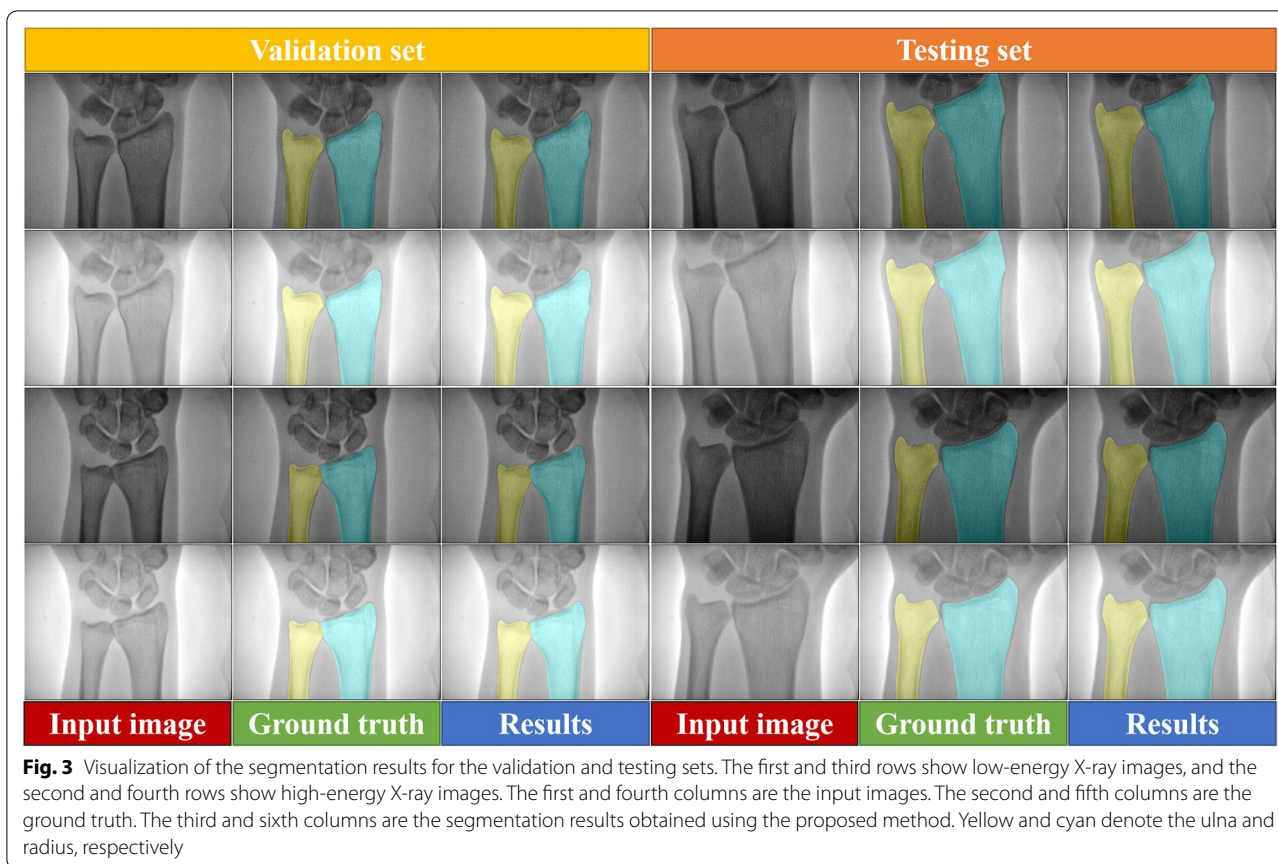 Validation set Testing set
Input image Ground truth Results Input image Ground truth Results
Fig. 3 Visualization of the segmentation results for the validation and testing sets. The first and third rows show low-energy X-ray images, and the
second and fourth rows show high-energy X-ray images. The first and fourth columns are the input images. The second and fifth columns are the
ground truth. The third and sixth columns are the segmentation results obtained using the proposed method. Yellow and cyan denote the ulna and
radius, respectively